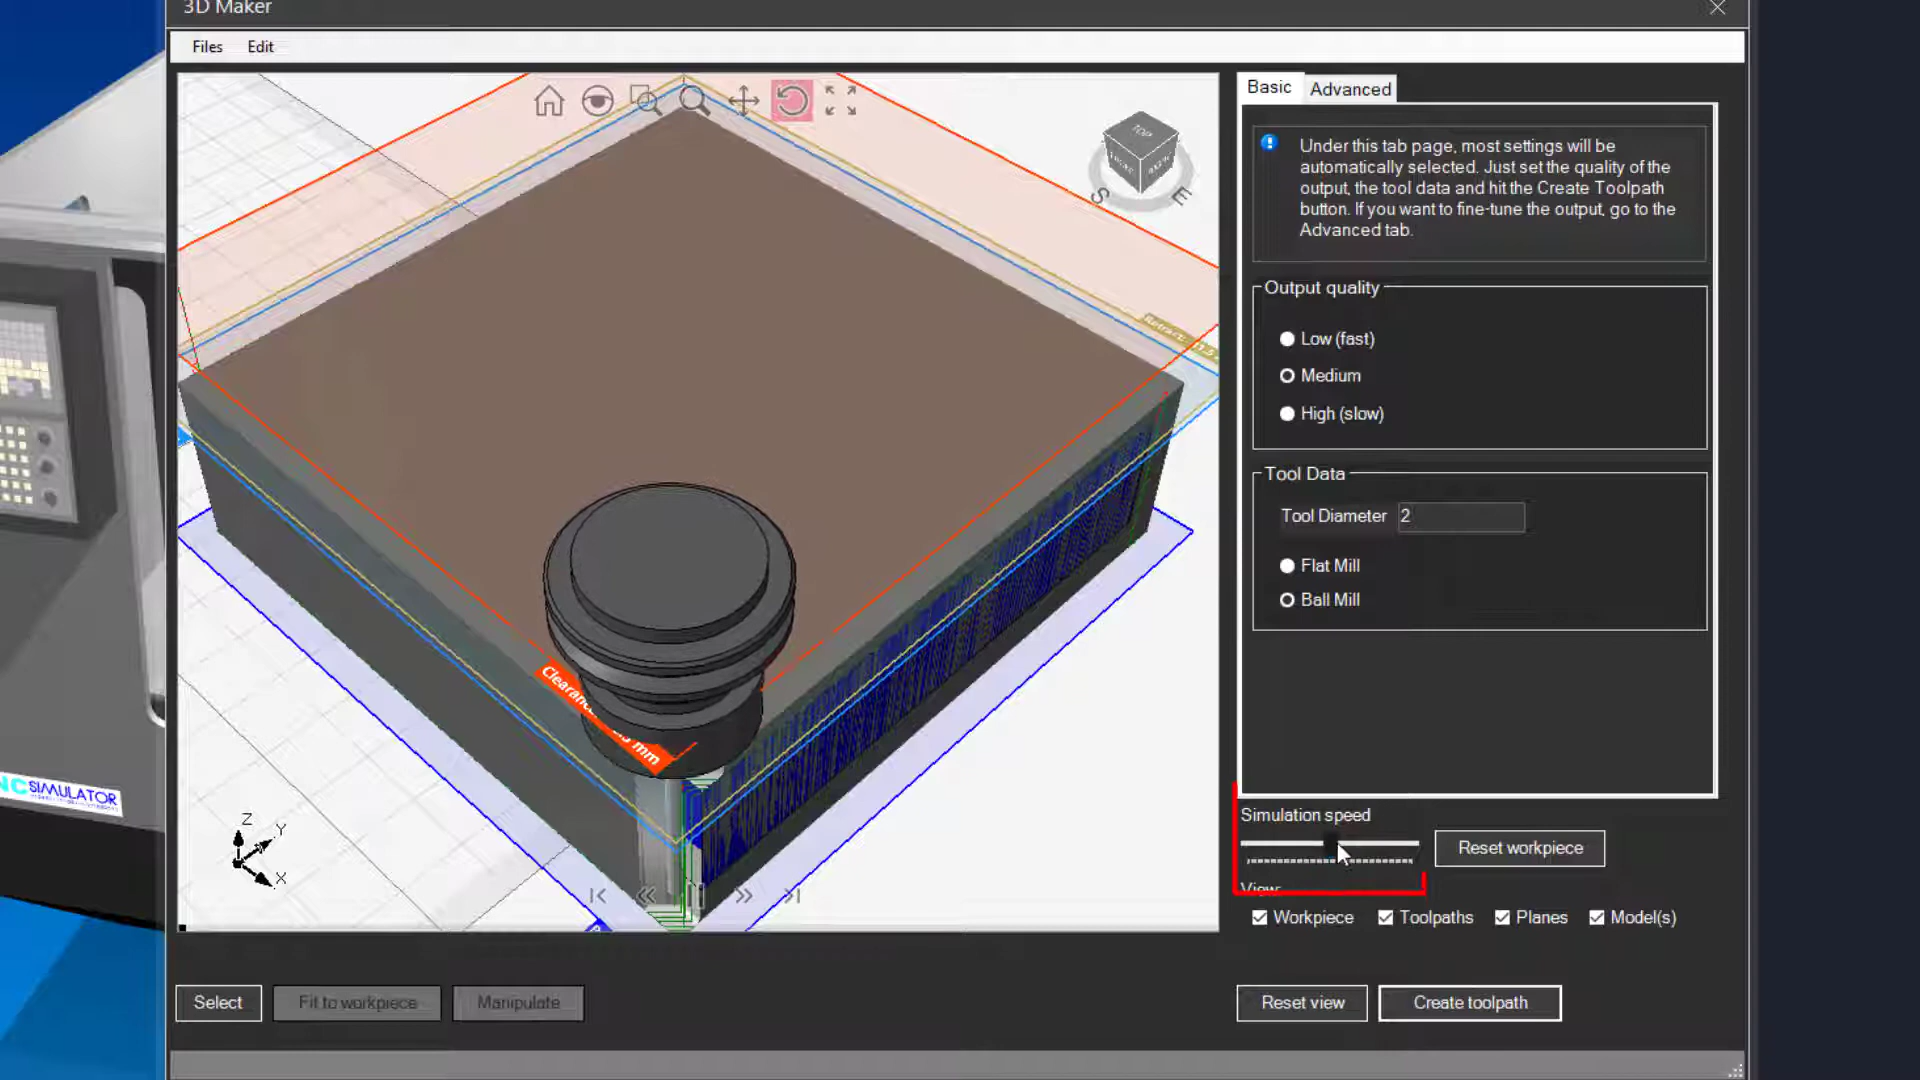 3D Maker
Files Edit
Basic Advanced
Under this tab page, most settings will be
automatically selected. Just set the quality of the
output, the tool data and hit the Create Toolpath
button. If you want to fine-tune the output, go to the
Advanced tab.
TOP
S E
Output quality
Low (fast)
Medium
High (slow)
Tool Data
Tool Diameter 2
Flat Mill
Ball Mill
mm
Z
Y
X
NCSIMULATOR
Simulation speed
Reset workpiece
View
Workpiece Toolpaths Planes Model(s)
Select Fit to workpiece Manipulate Reset view Create toolpath